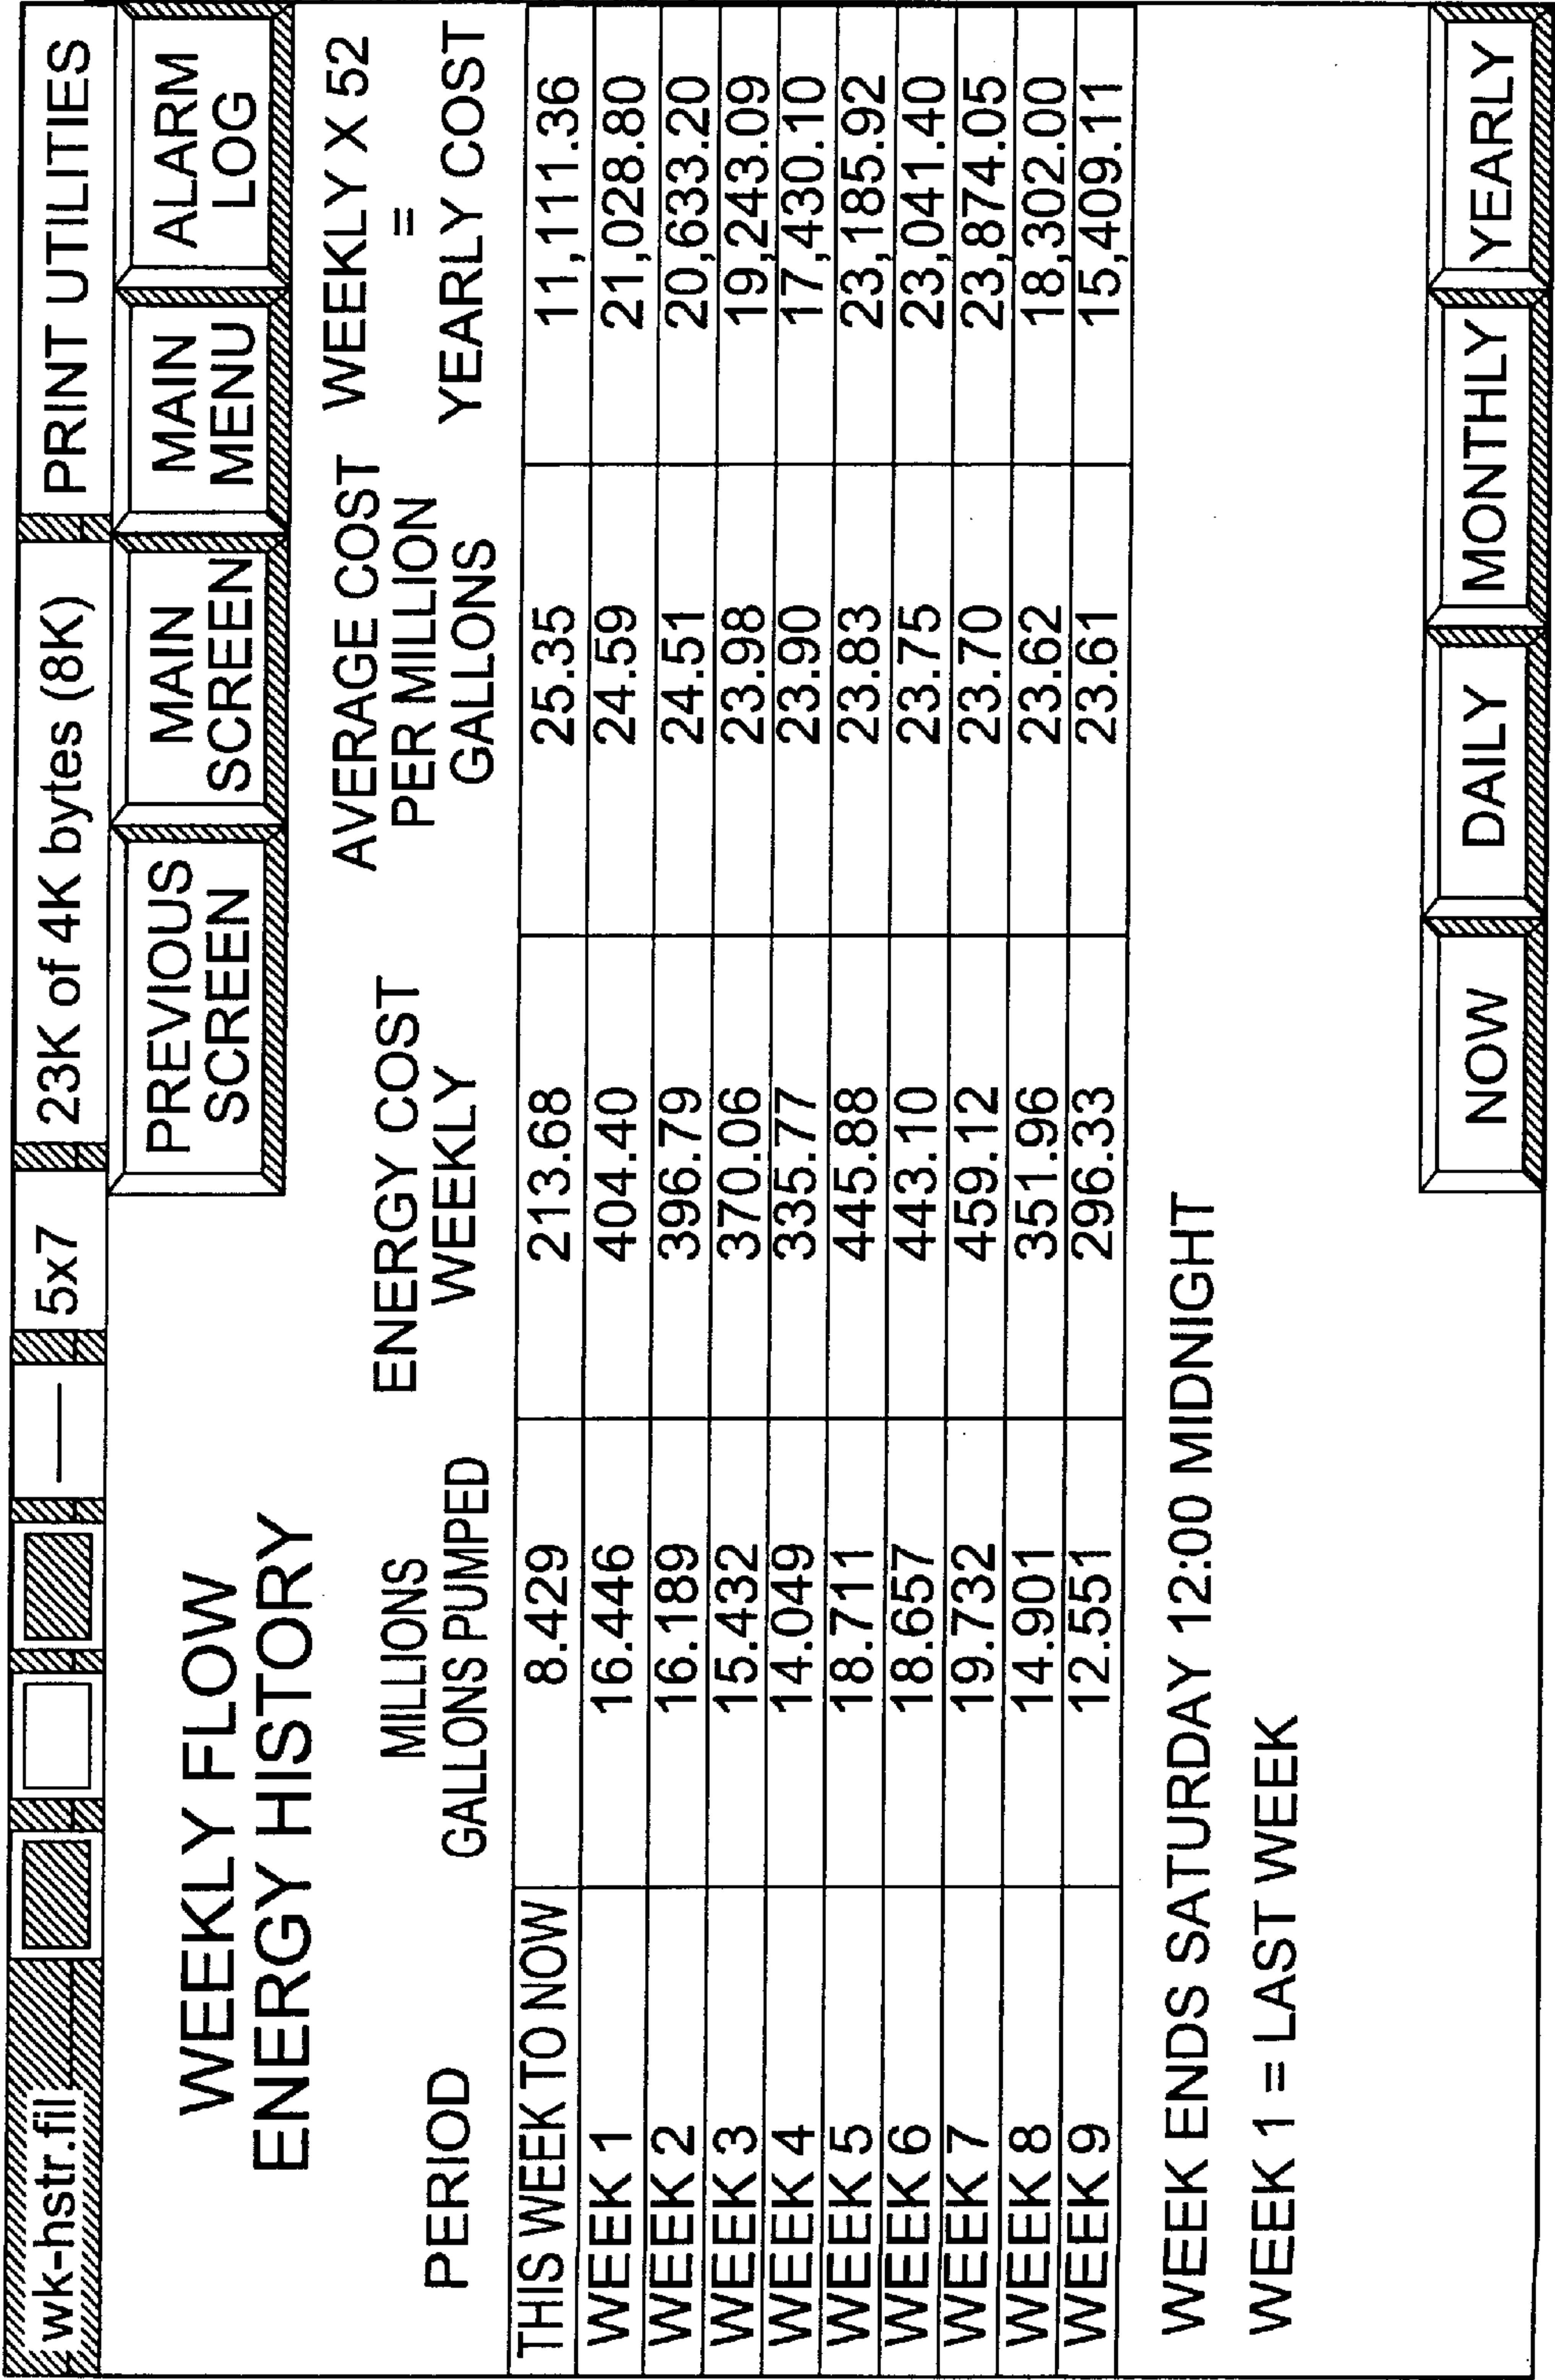 wk-hstr.fil 5x7 23K of 4K bytes (8K) PRINT UTILITIES
PREVIOUS SCREEN MAIN SCREEN MAIN MENU ALARM LOG
WEEKLY FLOW
ENERGY HISTORY
PERIOD MILLIONS GALLONS PUMPED ENERGY COST WEEKLY AVERAGE COST PER MILLION GALLONS WEEKLY X 52 = YEARLY COST
THIS WEEK TO NOW 8.429 213.68 25.35 11,111.36
WEEK 1 16.446 404.40 24.59 21,028.80
WEEK 2 16.189 396.79 24.51 20,633.20
WEEK 3 15.432 370.06 23.98 19,243.09
WEEK 4 14.049 335.77 23.90 17,430.10
WEEK 5 18.711 445.88 23.83 23,185.92
WEEK 6 18.657 443.10 23.75 23,041.40
WEEK 7 19.732 459.12 23.70 23,874.05
WEEK 8 14.901 351.96 23.62 18,302.00
WEEK 9 12.551 296.33 23.61 15,409.11
WEEK ENDS SATURDAY 12:00 MIDNIGHT
WEEK 1 = LAST WEEK
NOW DAILY MONTHLY YEARLY